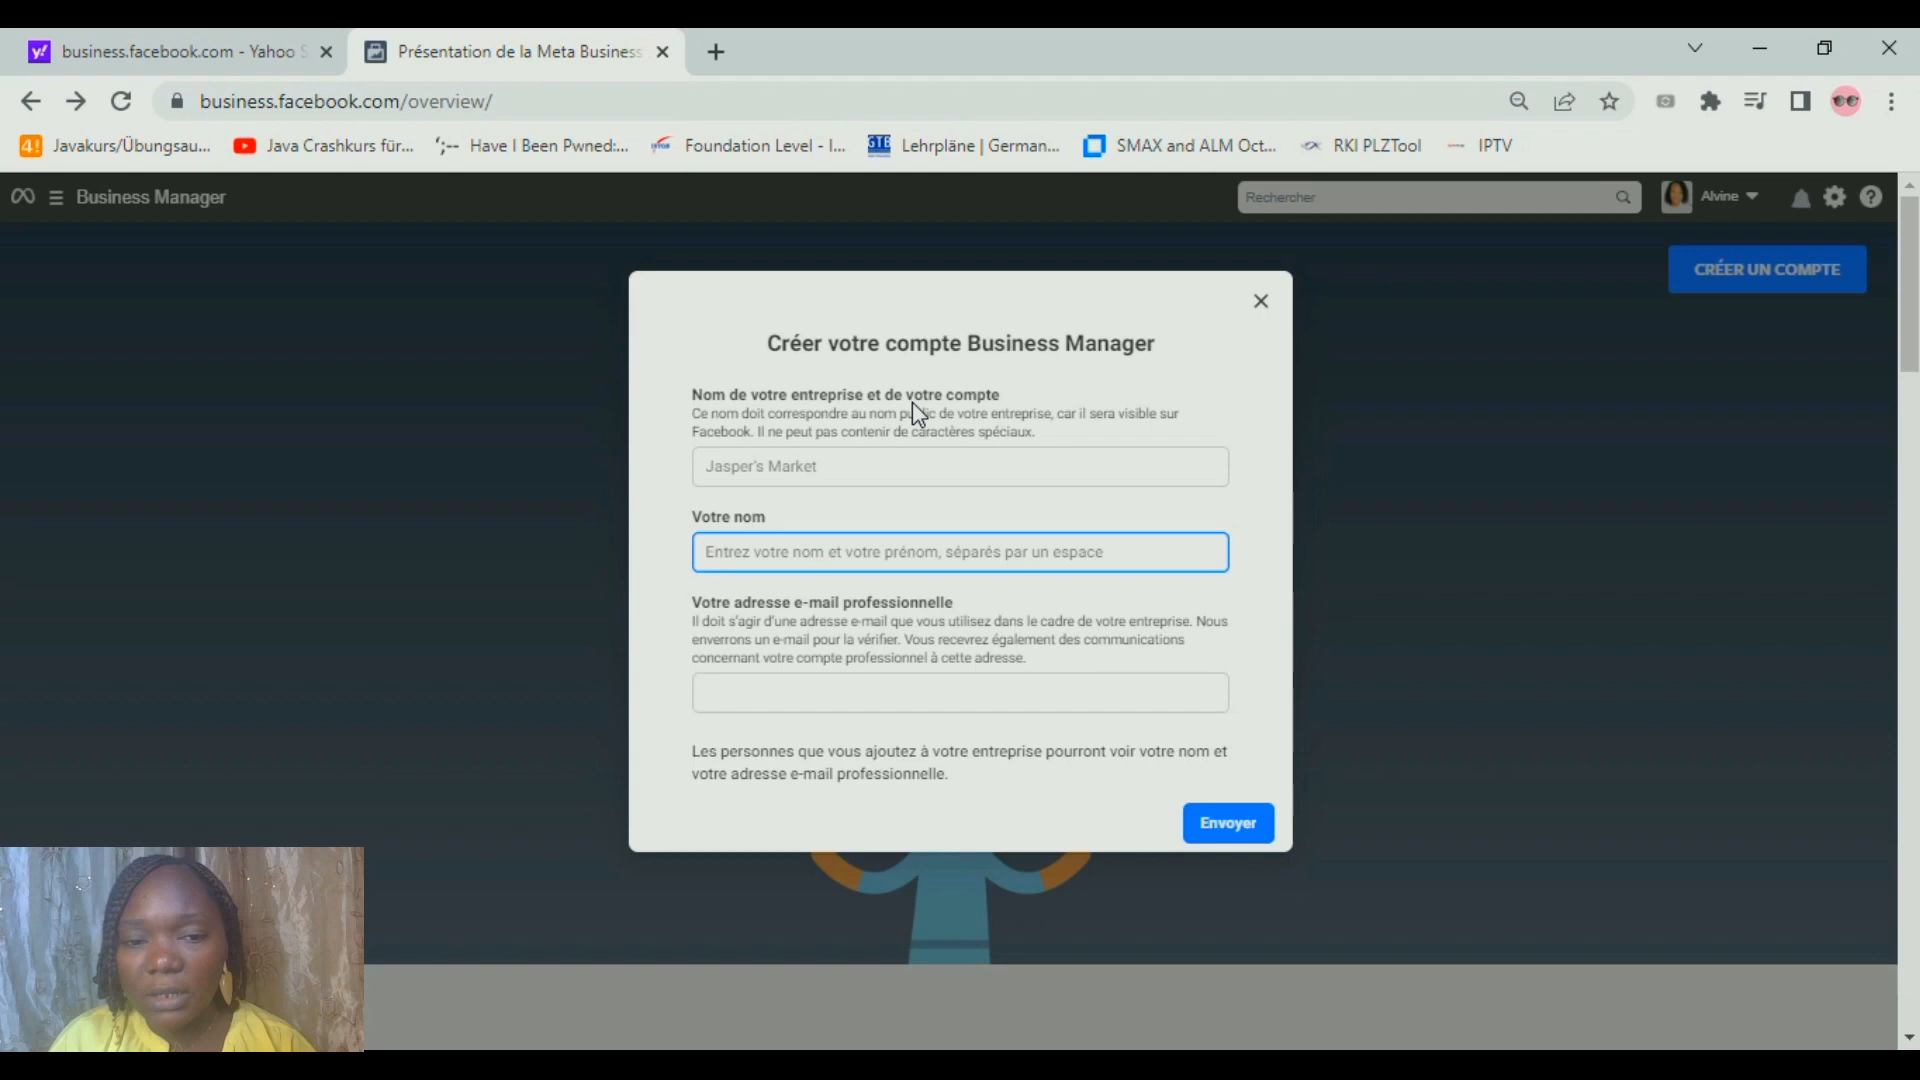 business.facebook.com - Yahoo S
Présentation de la Meta Business
business.facebook.com/overview/
Javakurs/Übungsau...
Java Crashkurs für...
Have I Been Pwned:...
Foundation Level - I...
Lehrpläne | German...
SMAX and ALM Oct...
RKI PLZTool
IPTV
Business Manager
Rechercher
Alvine
CRÉER UN COMPTE
Créer votre compte Business Manager
Nom de votre entreprise et de votre compte
Ce nom doit correspondre au nom public de votre entreprise, car il sera visible sur
Facebook. Il ne peut pas contenir de caractères spéciaux.
Jasper's Market
Votre nom
Entrez votre nom et votre prénom, séparés par un espace
Votre adresse e-mail professionnelle
Il doit s'agir d'une adresse e-mail que vous utilisez dans le cadre de votre entreprise. Nous
enverrons un e-mail pour la vérifier. Vous recevrez également des communications
concernant votre compte professionnel à cette adresse.
Les personnes que vous ajoutez à votre entreprise pourront voir votre nom et
votre adresse e-mail professionnelle.
Envoyer